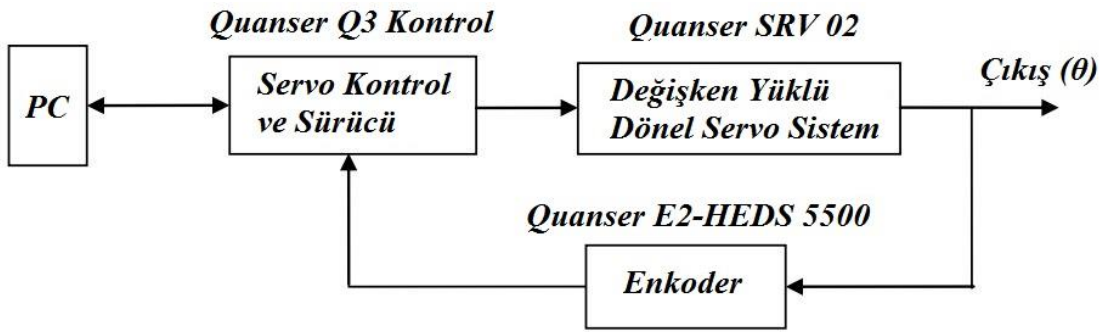 Quanser Q3 Kontrol
Quanser SRV 02
PC
Servo Kontrol
ve Sürücü
Değişken Yüklü
Dönel Servo Sistem
Çıkış (θ)
Quanser E2-HEDS 5500
Enkoder